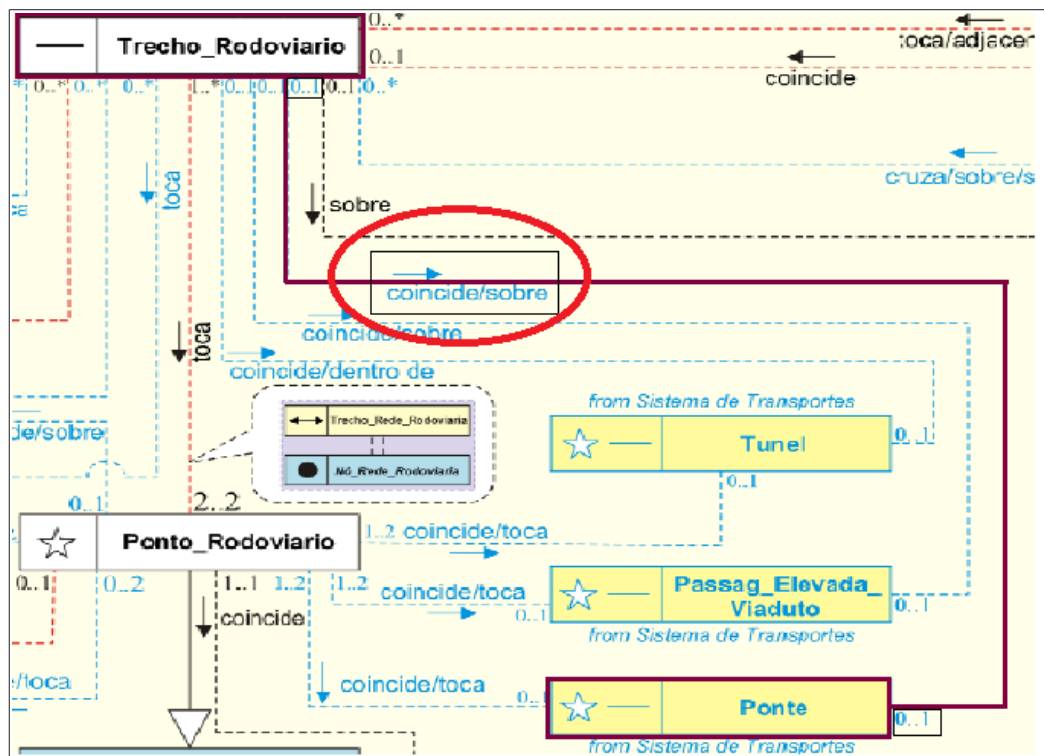 Trecho_Rodoviario
0..*
toca/adjacer
0..1
coincide
0..*
0..*
0..*
1..*
0..1
0..1
0..1
0..1
0..*
toca
cruza/sobre/s
sobre
coincide/sobre
coincide/sobre
toca
coincide/dentro de
from Sistema de Transportes
Trecho_Rede_Rodoviaria
de/sobre
Tunel
0..1
Nó_Rede_Rodoviaria
0..1
0..1
2..2
Ponto_Rodoviario
1..2
coincide/toca
0..1
0..2
1..1
1..2
1..2
coincide/toca
Passag_Elevada_
Viaduto
0..1
0..1
coincide
from Sistema de Transportes
/toca
coincide/toca
0..1
Ponte
0..1
from Sistema de Transportes